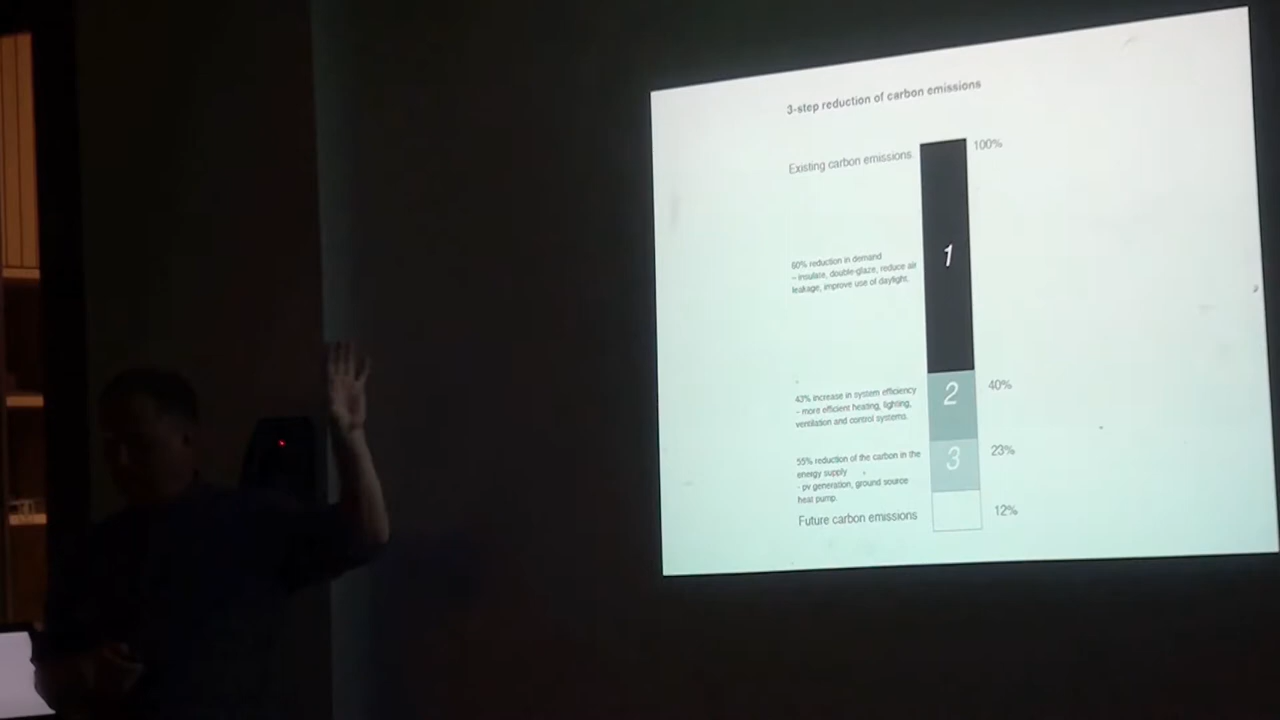 3-step reduction of carbon emissions
Existing carbon emissions
100%
60% reduction in demand
– insulate, double-glaze, reduce air
leakage, improve use of daylight.
1
40%
43% increase in system efficiency
– more efficient heating, lighting,
ventilation and control systems.
2
23%
55% reduction of the carbon in the
energy supply
- pv generation, ground source
heat pump.
3
Future carbon emissions
12%